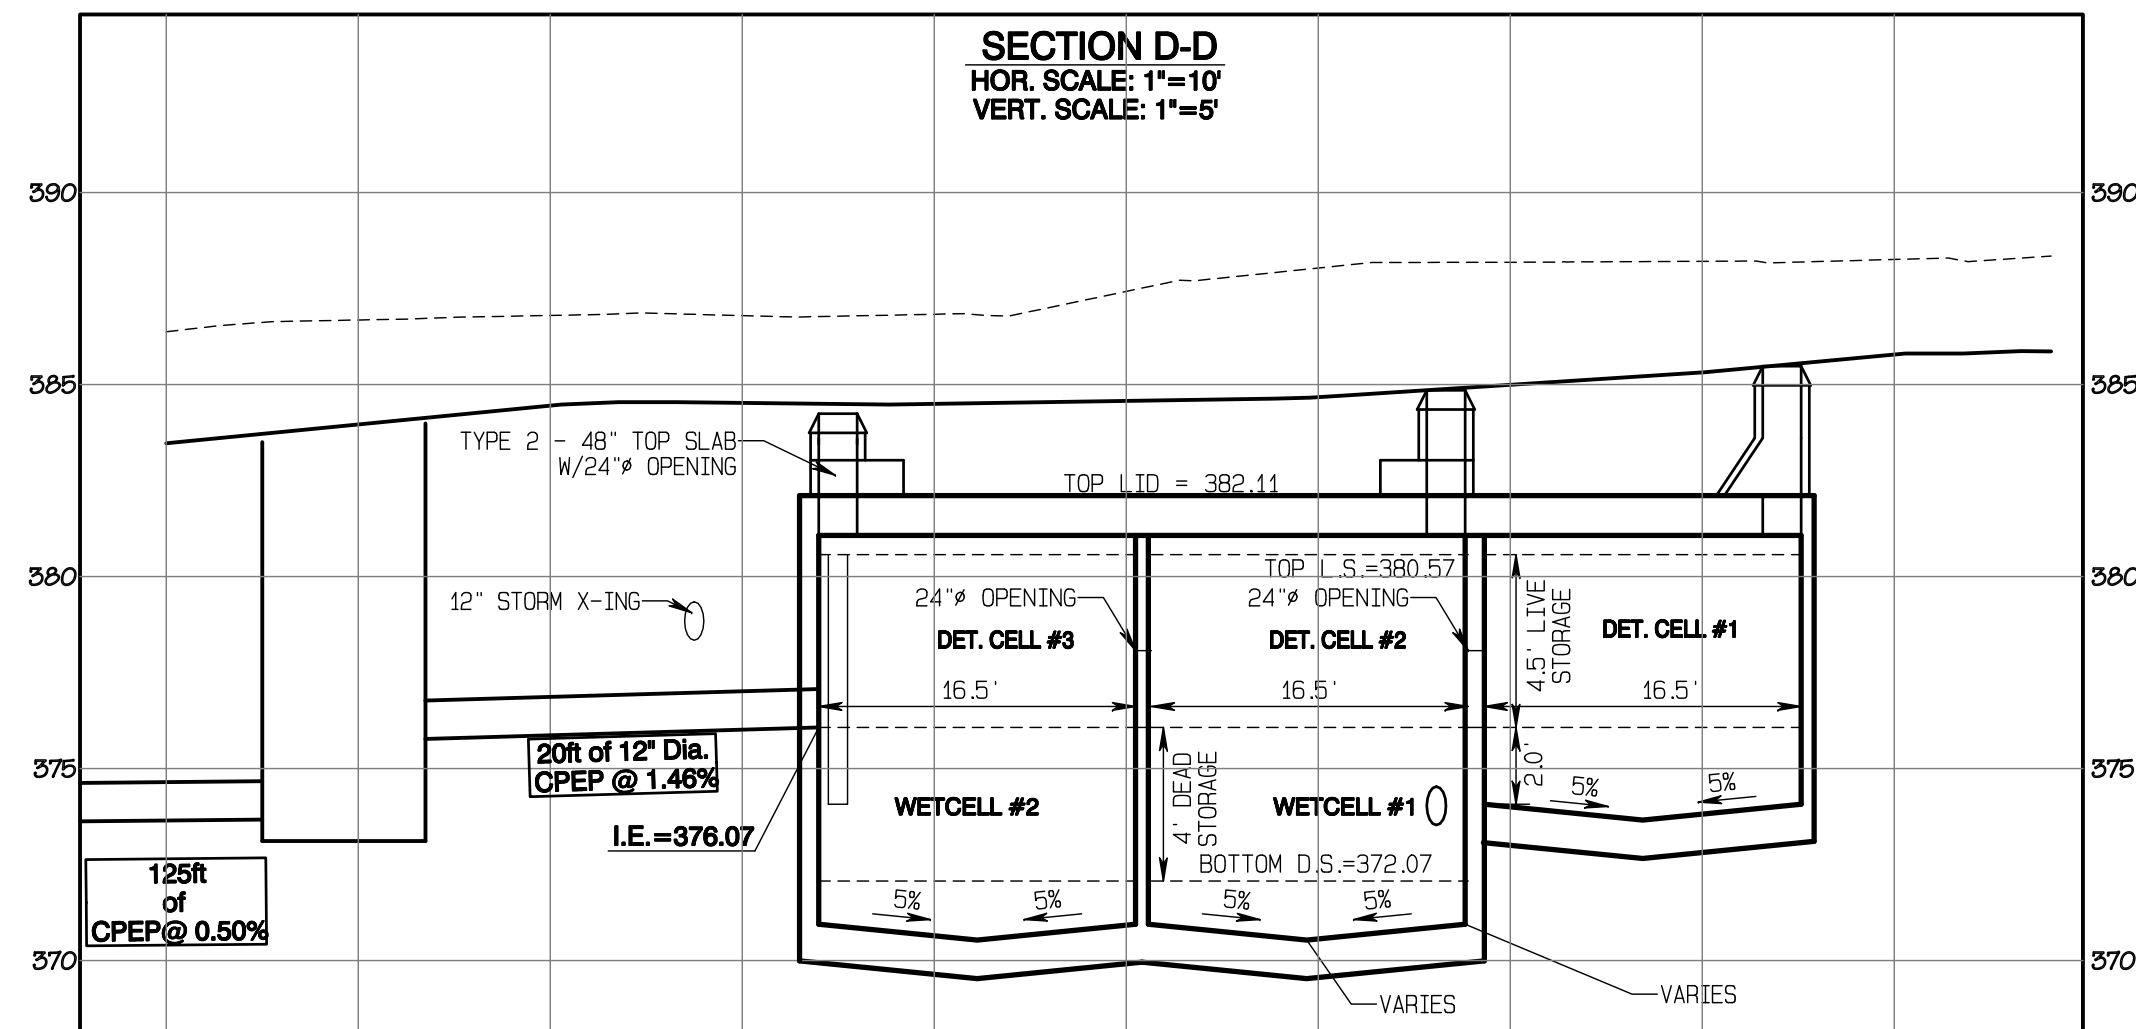 SECTION D-D
HOR. SCALE: 1"=10'
VERT. SCALE: 1"=5'
390
390
385
385
TYPE 2 - 48" TOP SLAB
W/24"ø OPENING
TOP LID = 382.11
380
380
TOP L.S.=380.57
12" STORM X-ING
24"ø OPENING
24"ø OPENING
4.5' LIVE
STORAGE
DET. CELL #3
DET. CELL #2
DET. CELL #1
16.5'
16.5'
16.5'
20ft of 12" Dia.
CPEP @ 1.46%
375
375
2.0'
5%
5%
4' DEAD
STORAGE
WETCELL #2
WETCELL #1
I.E.=376.07
BOTTOM D.S.=372.07
125ft
of
CPEP@ 0.50%
5%
5%
5%
5%
370
370
VARIES
VARIES